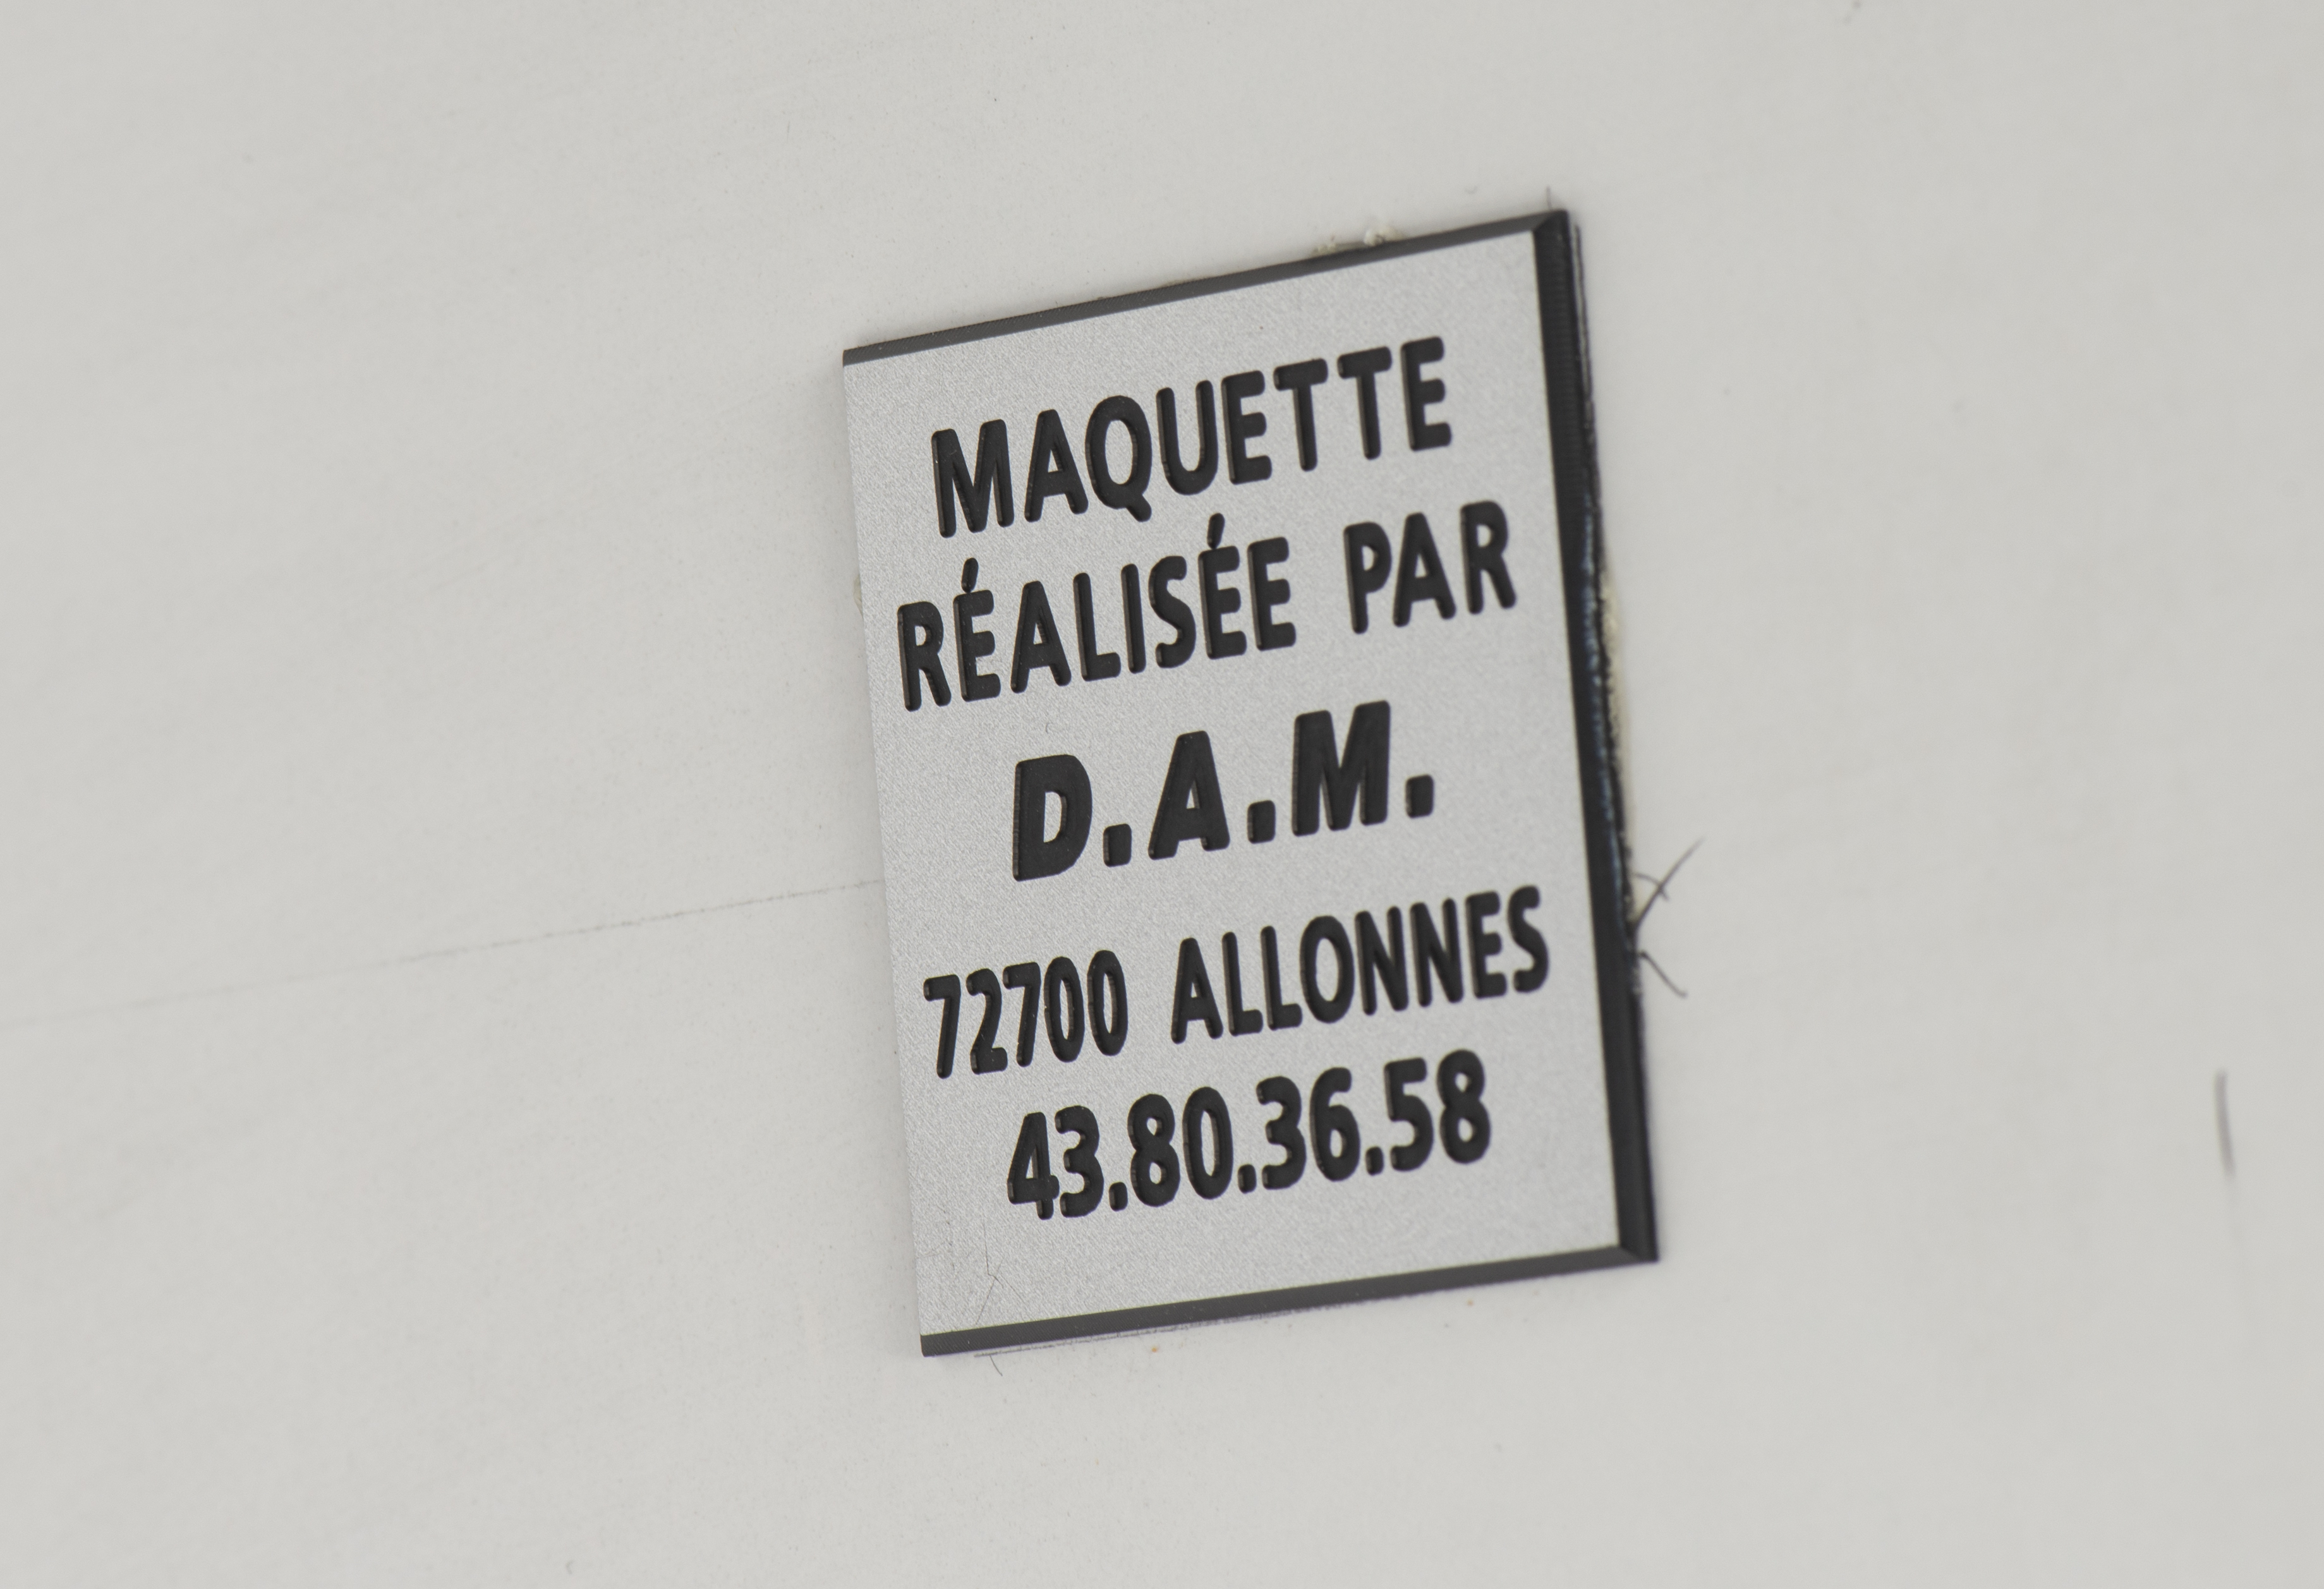 MAQUETTE
RÉALISÉE PAR
D.A.M.
72700 ALLONNES
43.80.36.58